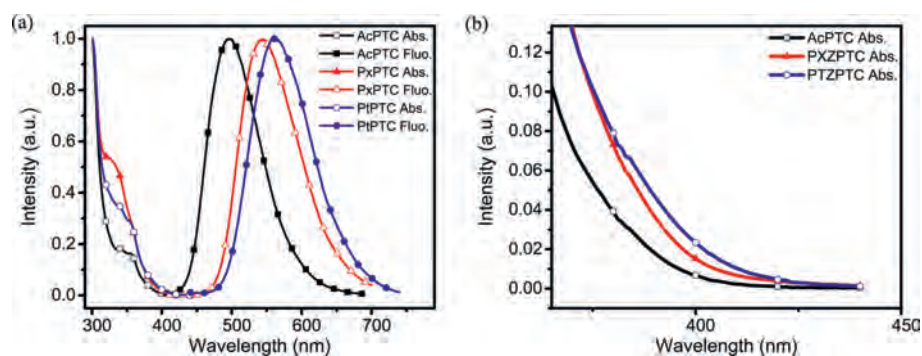 (a)
1.0
0.8
0.6
0.4
0.2
0.0
Intensity (a.u.)
AcPTC Abs.
AcPTC Fluo.
PxPTC Abs.
PxPTC Fluo.
PtPTC Abs.
PtPTC Fluo.
300 400 500 600 700
Wavelength (nm)
(b)
0.12
0.10
0.08
0.06
0.04
0.02
0.00
Intensity (a.u.)
AcPTC Abs.
PXZPTC Abs.
PTZPTC Abs.
400 450
Wavelength (nm)